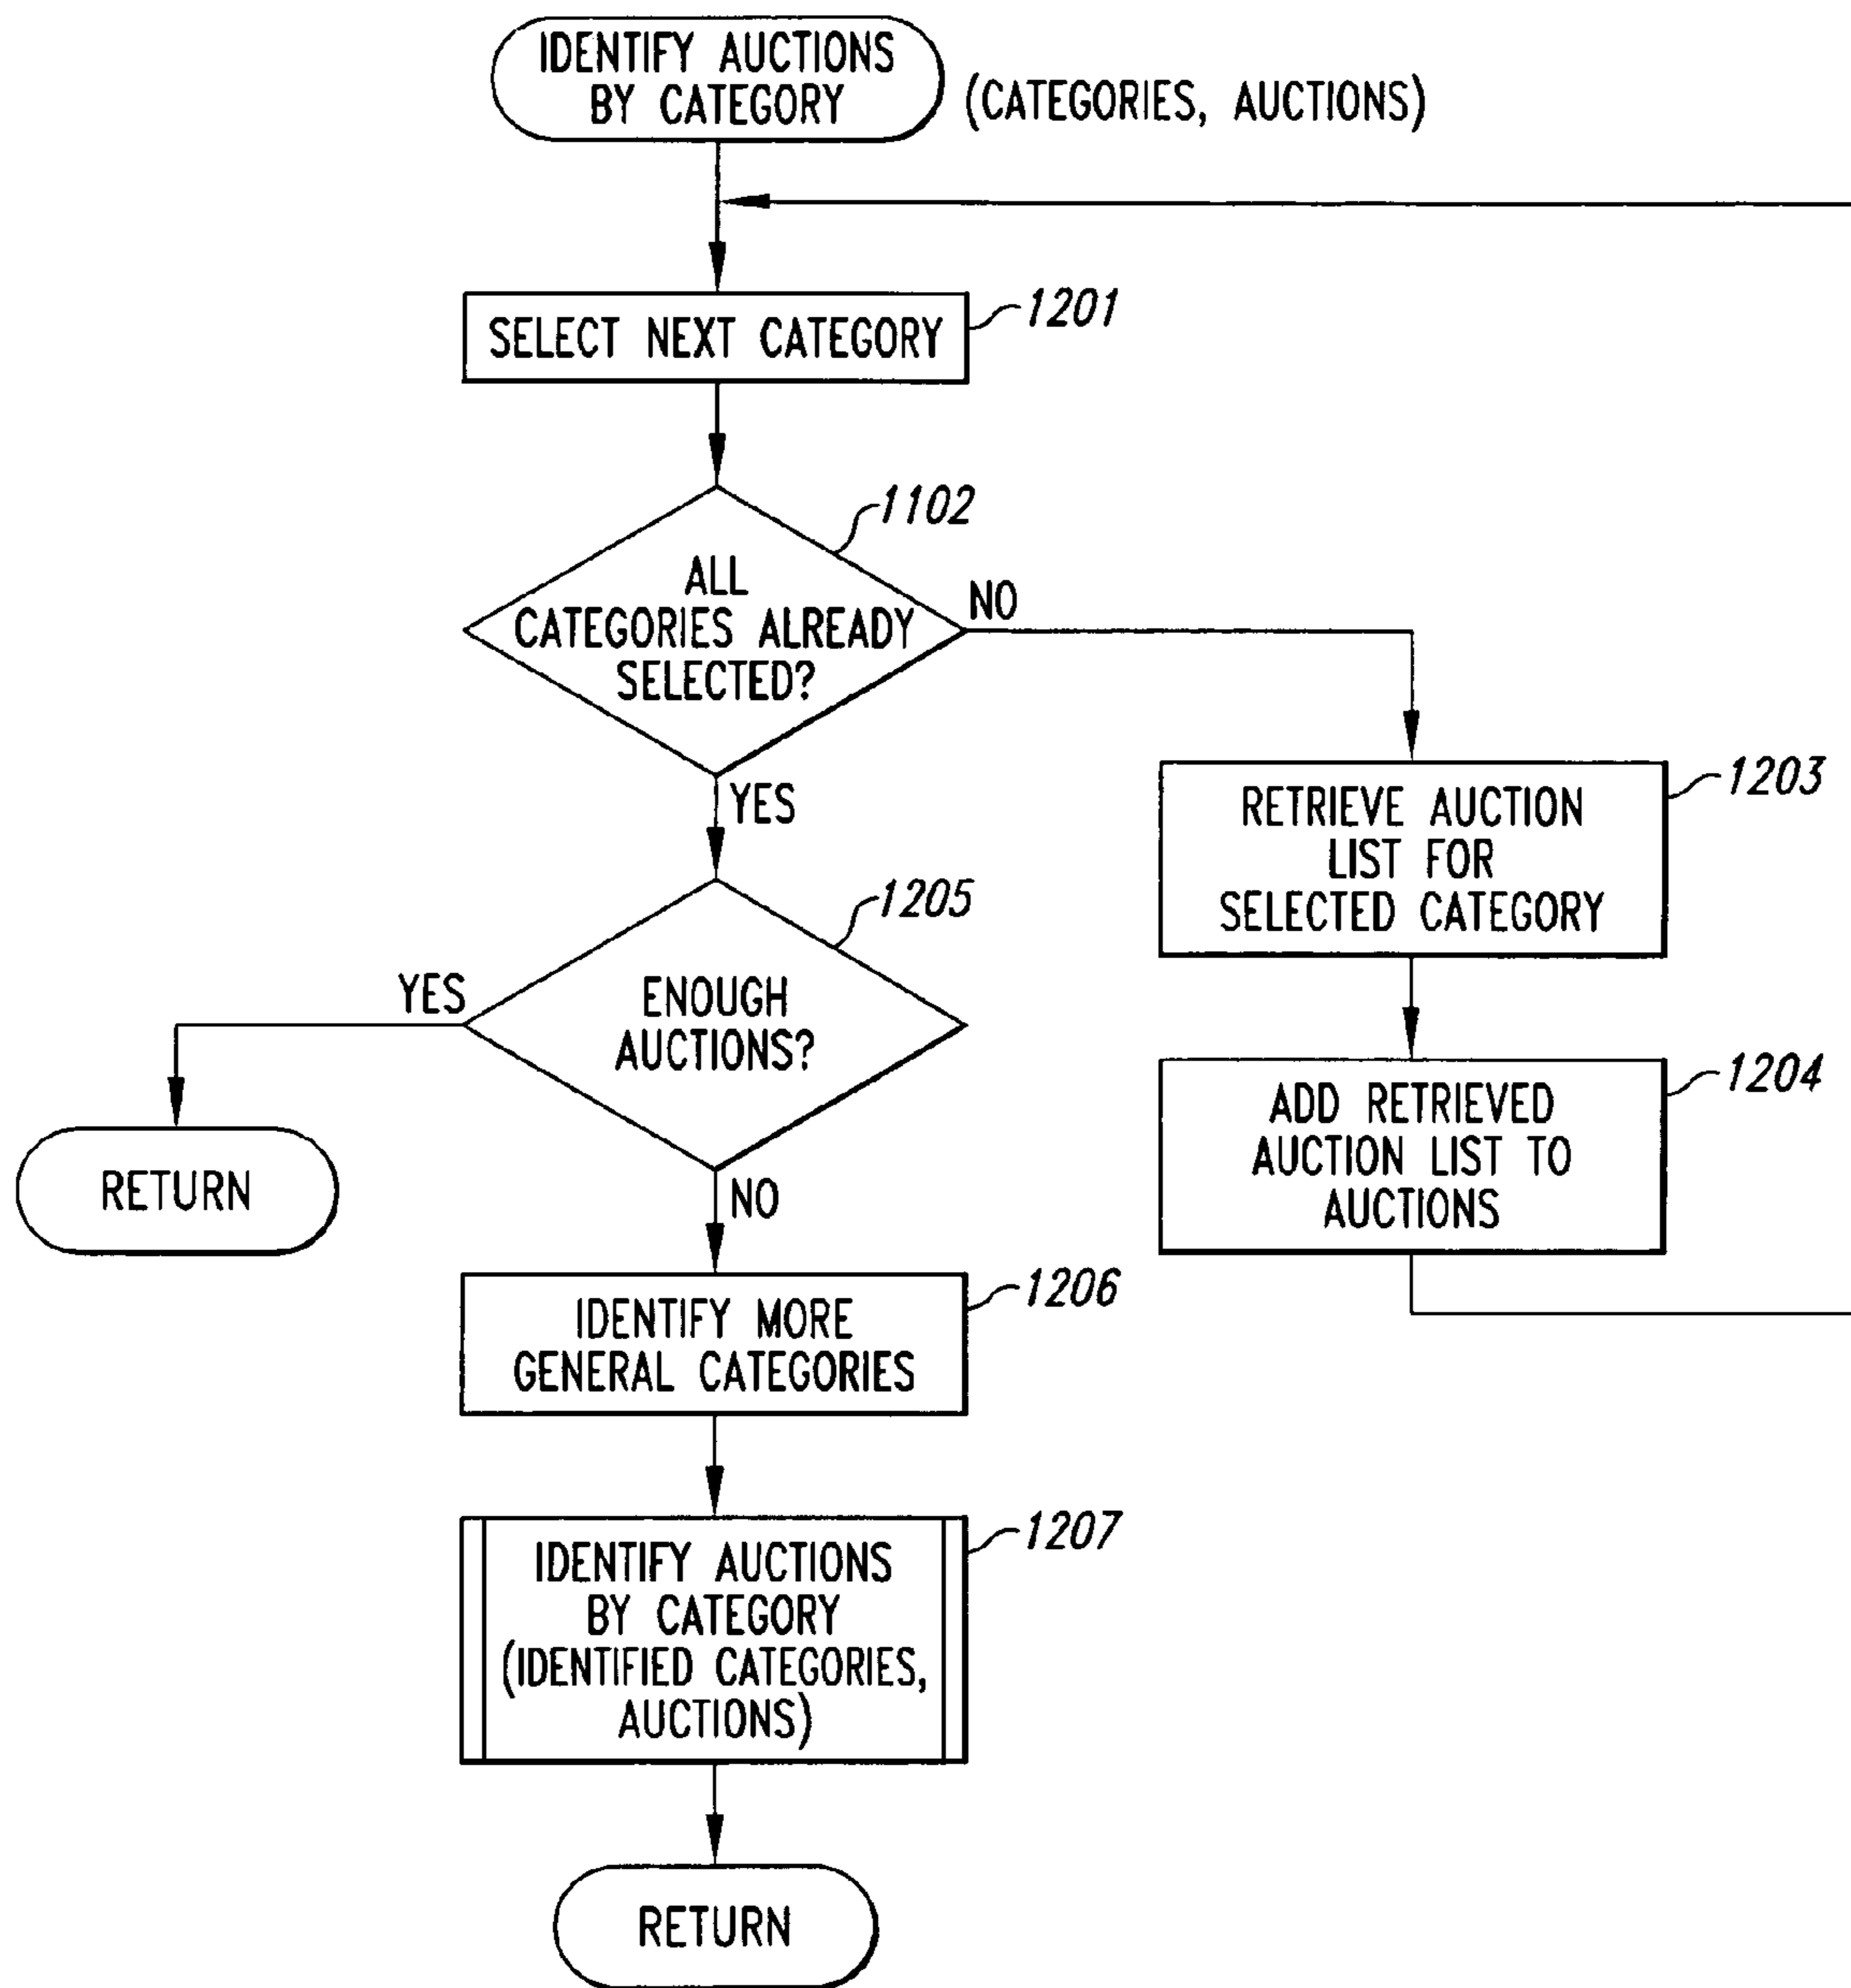 IDENTIFY AUCTIONS
BY CATEGORY
(CATEGORIES, AUCTIONS)
SELECT NEXT CATEGORY
1201
1102
ALL
CATEGORIES ALREADY
SELECTED?
NO
YES
1203
RETRIEVE AUCTION
LIST FOR
SELECTED CATEGORY
1204
ADD RETRIEVED
AUCTION LIST TO
AUCTIONS
1205
ENOUGH
AUCTIONS?
YES
RETURN
NO
1206
IDENTIFY MORE
GENERAL CATEGORIES
1207
IDENTIFY AUCTIONS
BY CATEGORY
(IDENTIFIED CATEGORIES,
AUCTIONS)
RETURN